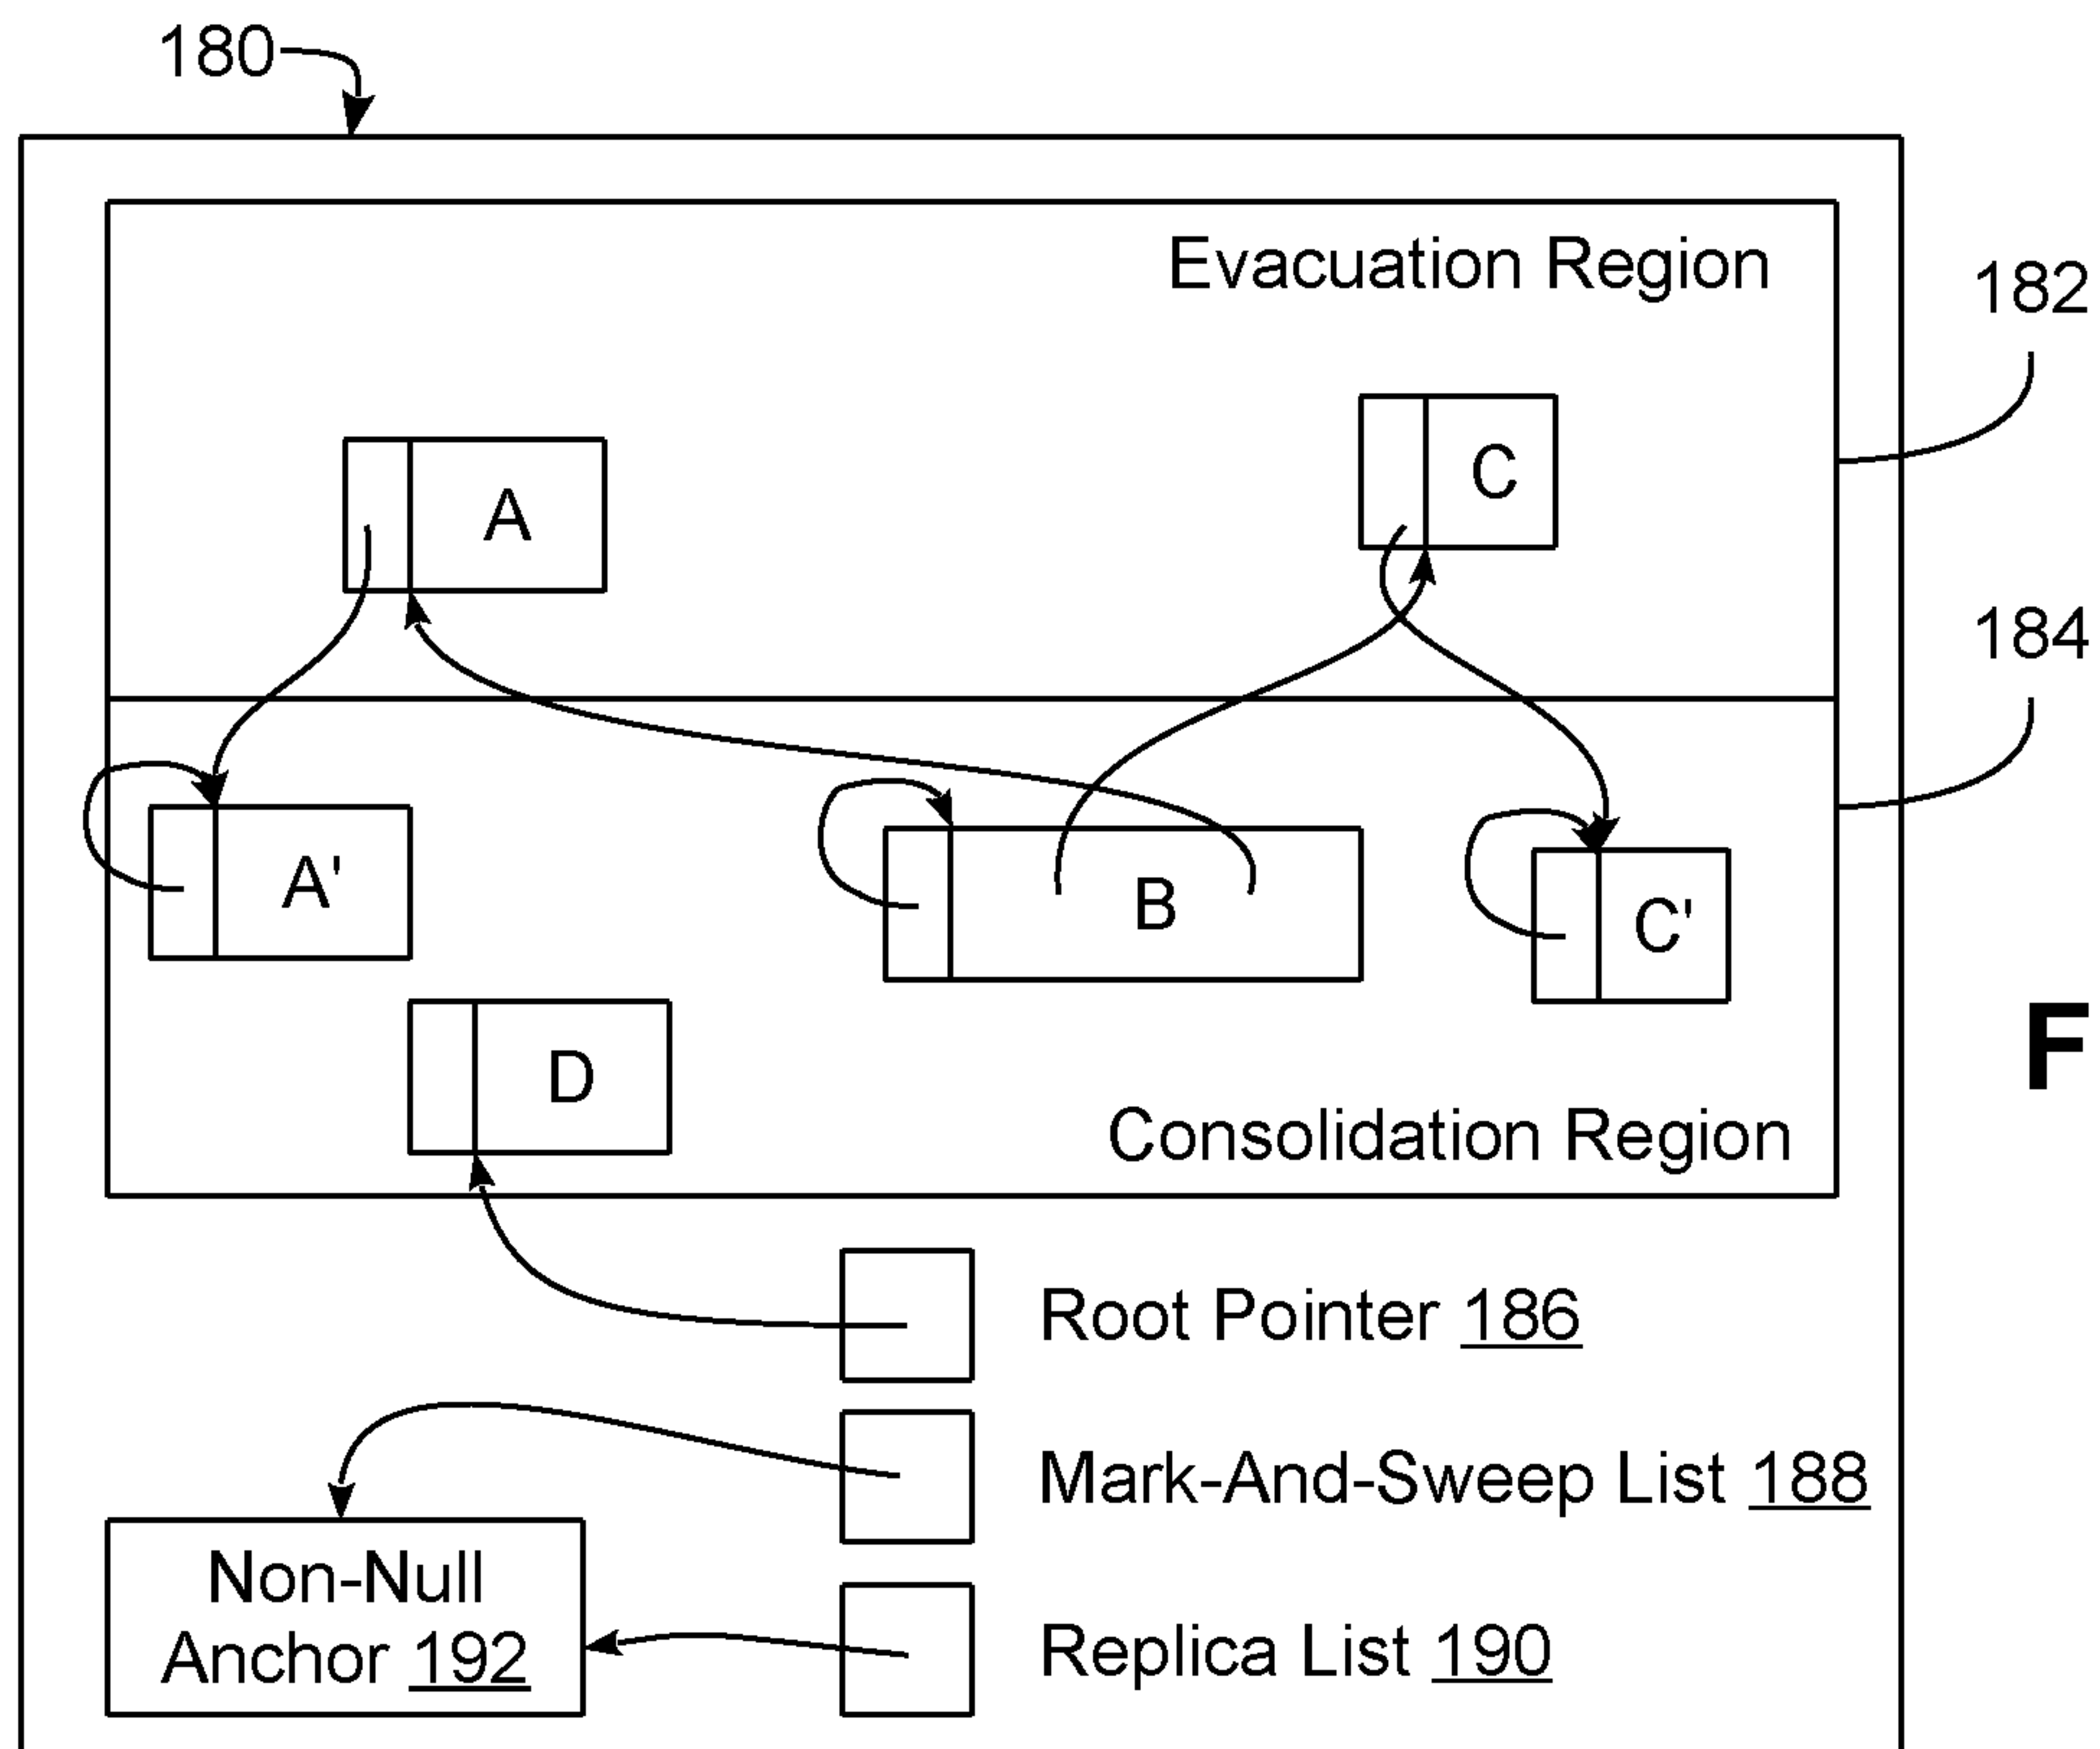 180
Evacuation Region
182
C
A
184
A'
B
C'
F
D
Consolidation Region
Root Pointer 186
Mark-And-Sweep List 188
Non-Null
Anchor 192
Replica List 190